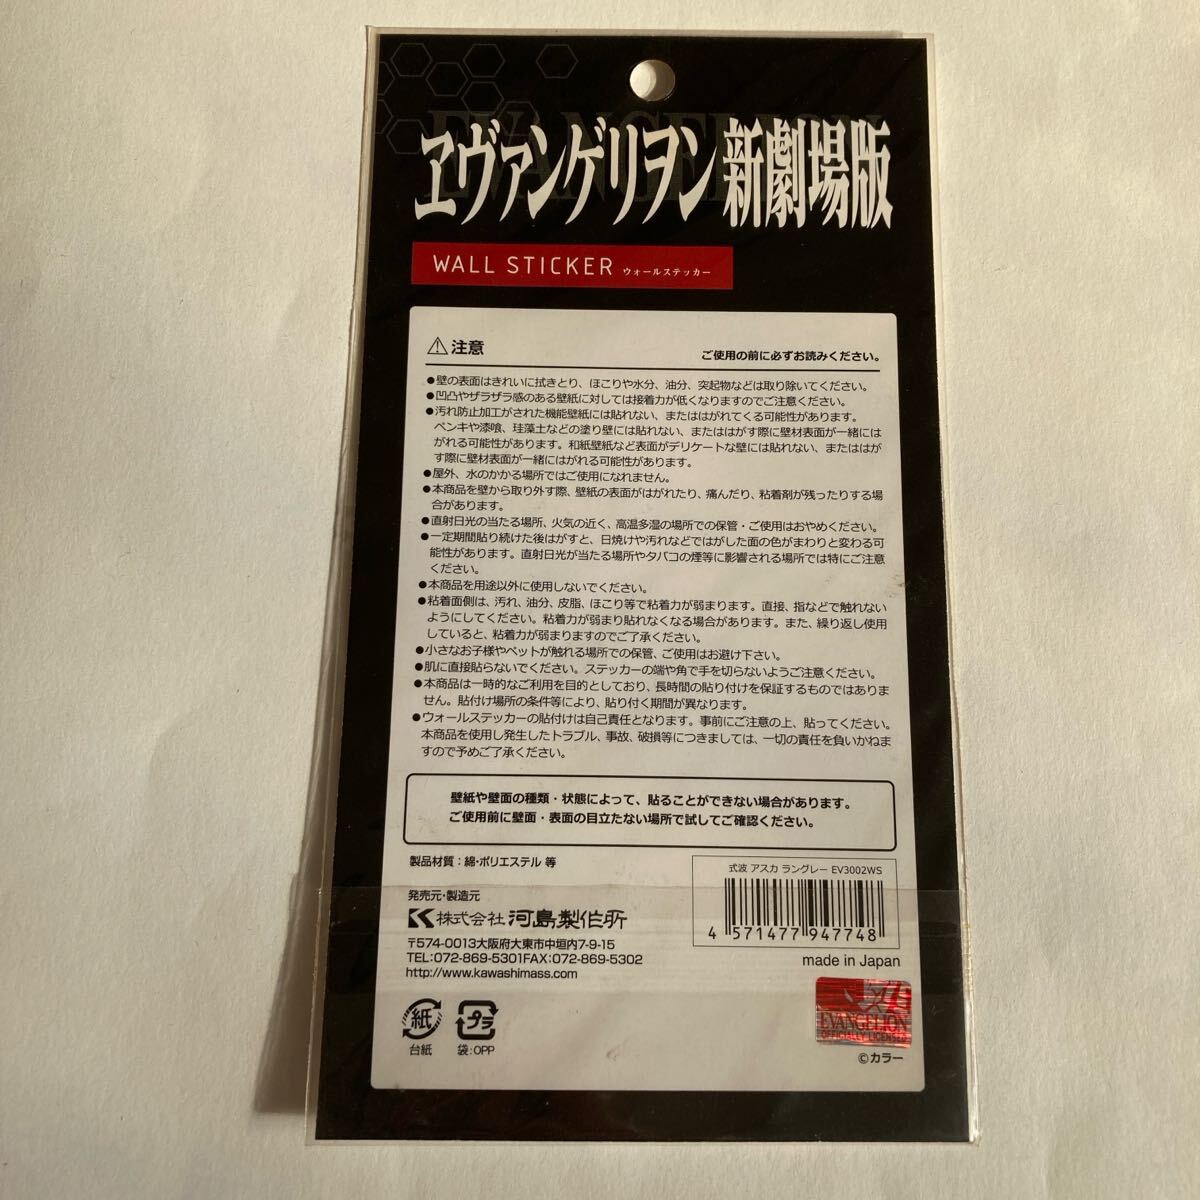 EVANGELION
ヱヴァンゲリヲン新劇場版
WALL STICKER ウォールステッカー
⚠注意 ご使用の前に必ずお読みください。
●壁の表面はきれいに拭きとり、ほこりや水分、油分、突起物などは取り除いてください。
●凹凸やザラザラ感のある壁紙に対しては接着力が低くなりますのでご注意ください。
●汚れ防止加工がされた機能壁紙には貼れない、またははがれてくる可能性があります。
ペンキや漆喰、珪藻土などの塗り壁には貼れない、またははがす際に壁材表面が一緒には
がれる可能性があります。和紙壁紙など表面がデリケートな壁には貼れない、またははが
す際に壁材表面が一緒にはがれる可能性があります。
●屋外、水のかかる場所ではご使用になれません。
●本商品を壁から取り外す際、壁紙の表面がはがれたり、痛んだり、粘着剤が残ったりする場
合があります。
●直射日光の当たる場所、火気の近く、高温多湿の場所での保管・ご使用はおやめください。
●一定期間貼り続けた後はがすと、日焼けや汚れなどではがした面の色がまわりと変わる可
能性があります。直射日光が当たる場所やタバコの煙等に影響される場所では特にご注意
ください。
●本商品を用途以外に使用しないでください。
●粘着面側は、汚れ、油分、皮脂、ほこり等で粘着力が弱まります。直接、指などで触れない
ようにしてください。粘着力が弱まり貼れなくなる場合があります。また、繰り返し使用
していると、粘着力が弱まりますのでご了承ください。
●小さなお子様やペットが触れる場所での保管、ご使用はお避け下さい。
●肌に直接貼らないでください。ステッカーの端や角で手を切らないようご注意ください。
●本商品は一時的なご利用を目的としており、長時間の貼り付けを保証するものではありま
せん。貼付け場所の条件等により、貼り付く期間が異なります。
●ウォールステッカーの貼付けは自己責任となります。事前にご注意の上、貼ってください。
本商品を使用し発生したトラブル、事故、破損等につきましては、一切の責任を負いかねま
すので予めご了承ください。
壁紙や壁面の種類・状態によって、貼ることができない場合があります。
ご使用前に壁面・表面の目立たない場所で試してご確認ください。
製品材質：綿・ポリエステル 等
発売元・製造元
株式会社 河島製作所
〒574-0013大阪府大東市中垣内7-9-15
TEL:072-869-5301FAX:072-869-5302
http://www.kawashimass.com
式波 アスカ ラングレー EV3002WS
4 571477 947748
made in Japan
紙
台紙
プラ
袋:OPP
EVANGELION
OFFICIALLY LICENSED
©カラー